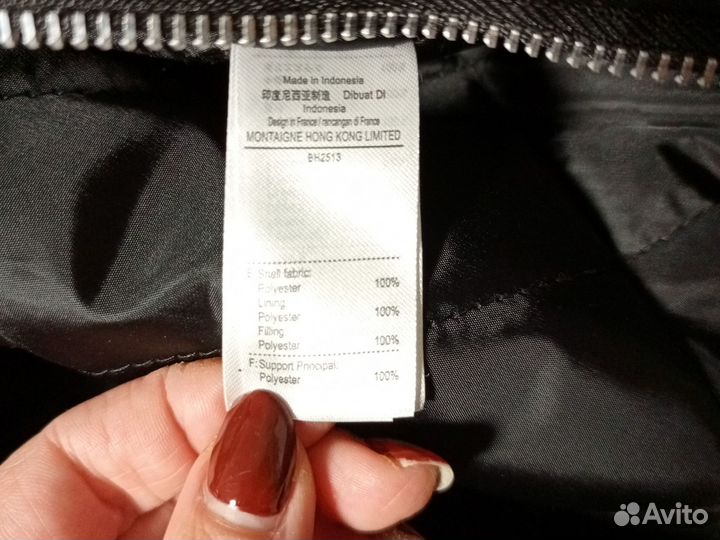 Made in Indonesia
印度尼西亚制造 Dibuat DI
Indonesia
Design in France / rancangan di France
MONTAIGNE HONG KONG LIMITED
BH2513
E: Shell fabric:
Polyester 100%
Lining:
Polyester 100%
Filling:
Polyester 100%
F: Support Principal:
Polyester 100%
Avito